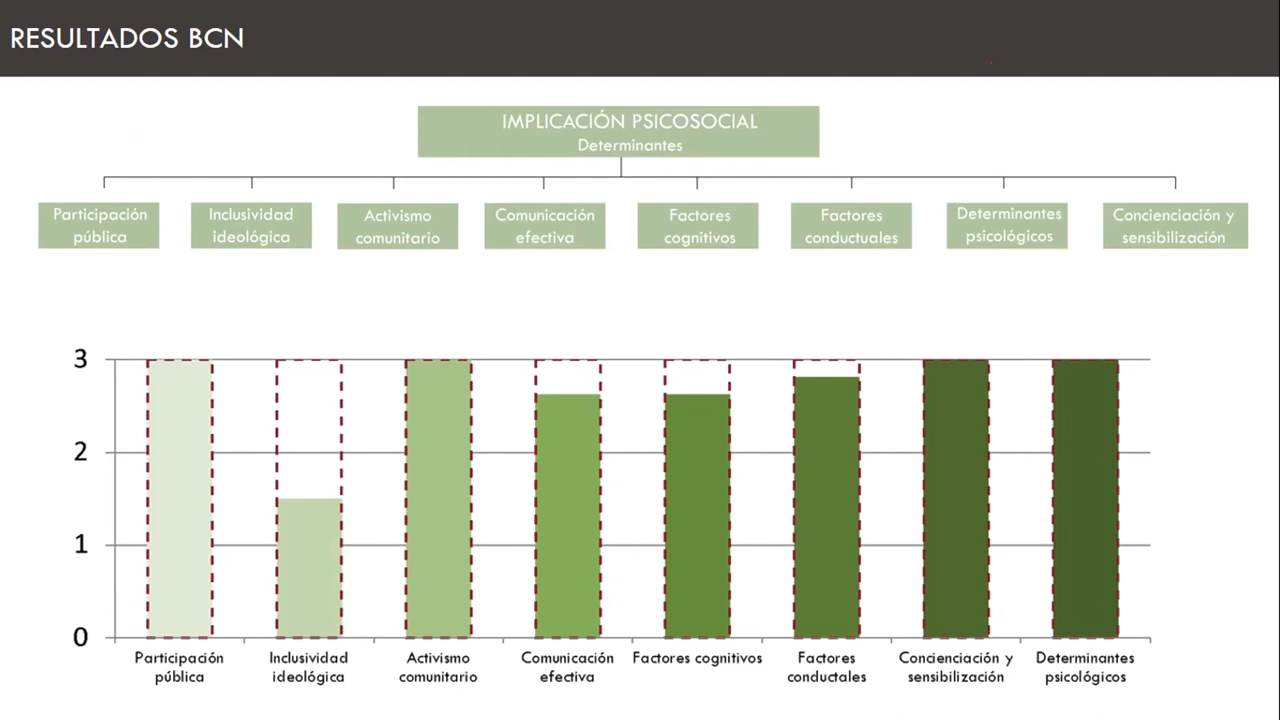 RESULTADOS BCN
IMPLICACIÓN PSICOSOCIAL
Determinantes
Participación
pública
Inclusividad
ideológica
Activismo
comunitario
Comunicación
efectiva
Factores
cognitivos
Factores
conductuales
Determinantes
psicológicos
Concienciación y
sensibilización
3
2
1
0
Participación
pública
Inclusividad
ideológica
Activismo
comunitario
Comunicación
efectiva
Factores cognitivos
Factores
conductales
Concienciación y
sensibilización
Determinantes
psicológicos